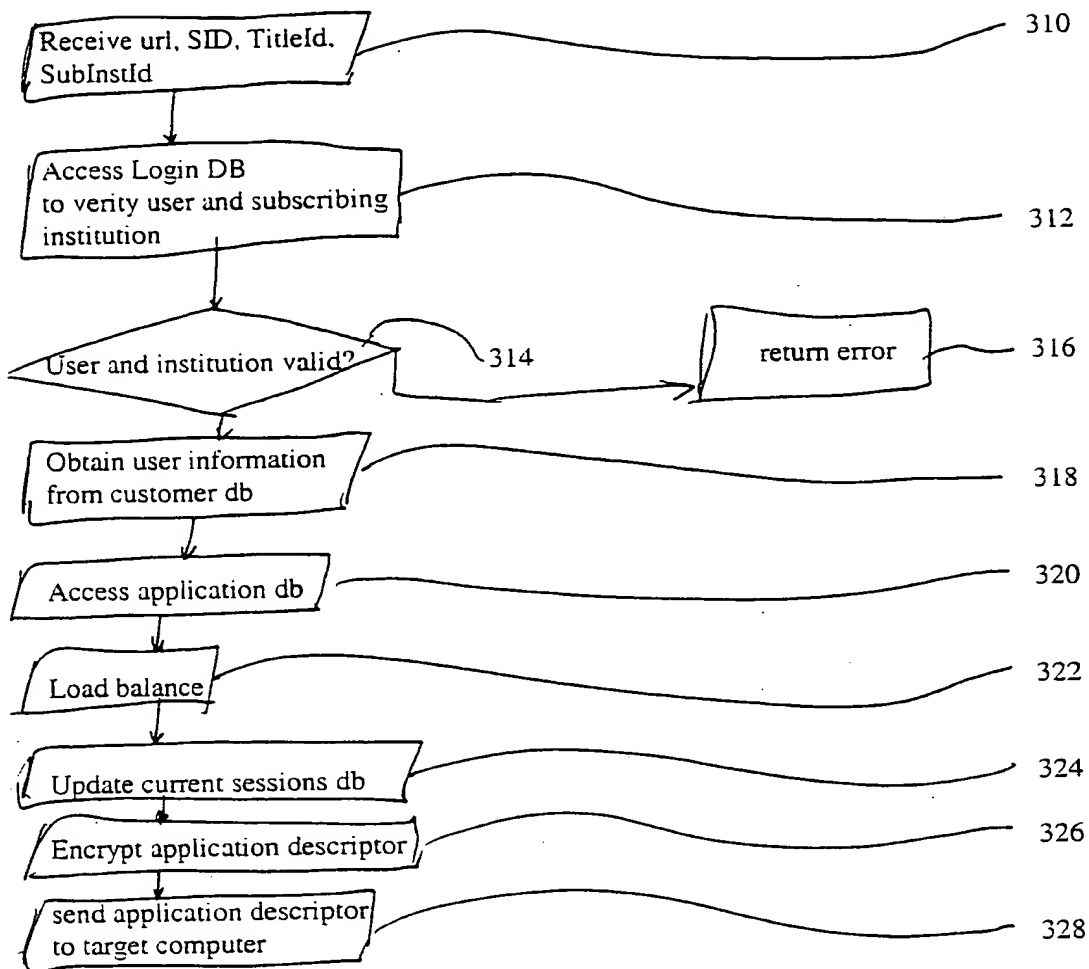 Receive url, SID, TitleId,
SubInstId
310
Access Login DB
to verity user and subscribing
institution
312
User and institution valid?
314
return error
316
Obtain user information
from customer db
318
Access application db
320
Load balance
322
Update current sessions db
324
Encrypt application descriptor
326
send application descriptor
to target computer
328